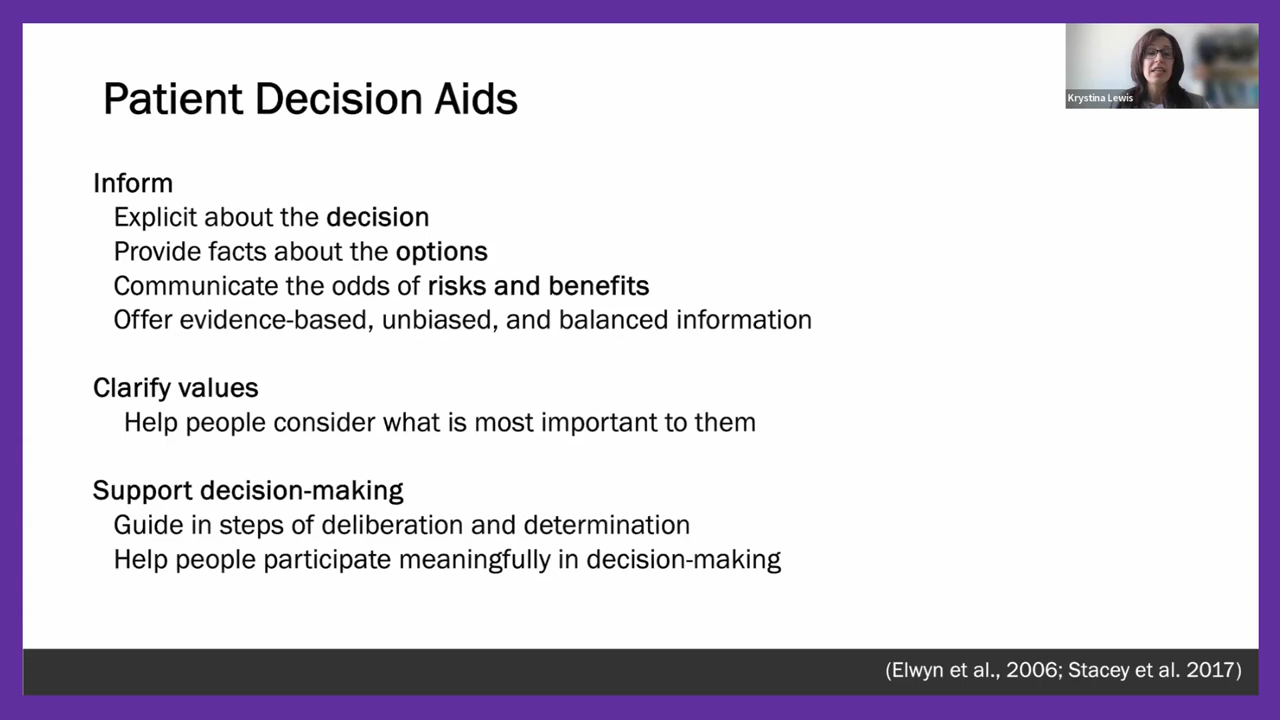 Patient Decision Aids
Krystina Lewis
Inform
Explicit about the decision
Provide facts about the options
Communicate the odds of risks and benefits
Offer evidence-based, unbiased, and balanced information
Clarify values
Help people consider what is most important to them
Support decision-making
Guide in steps of deliberation and determination
Help people participate meaningfully in decision-making
(Elwyn et al., 2006; Stacey et al. 2017)